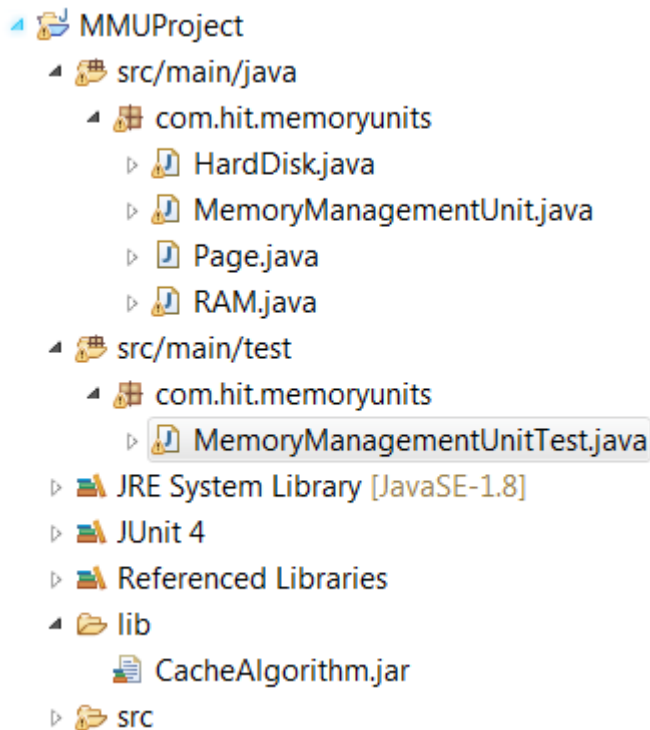 MMUProject
src/main/java
com.hit.memoryunits
HardDisk.java
MemoryManagementUnit.java
Page.java
RAM.java
src/main/test
com.hit.memoryunits
MemoryManagementUnitTest.java
JRE System Library [JavaSE-1.8]
JUnit 4
Referenced Libraries
lib
CacheAlgorithm.jar
src